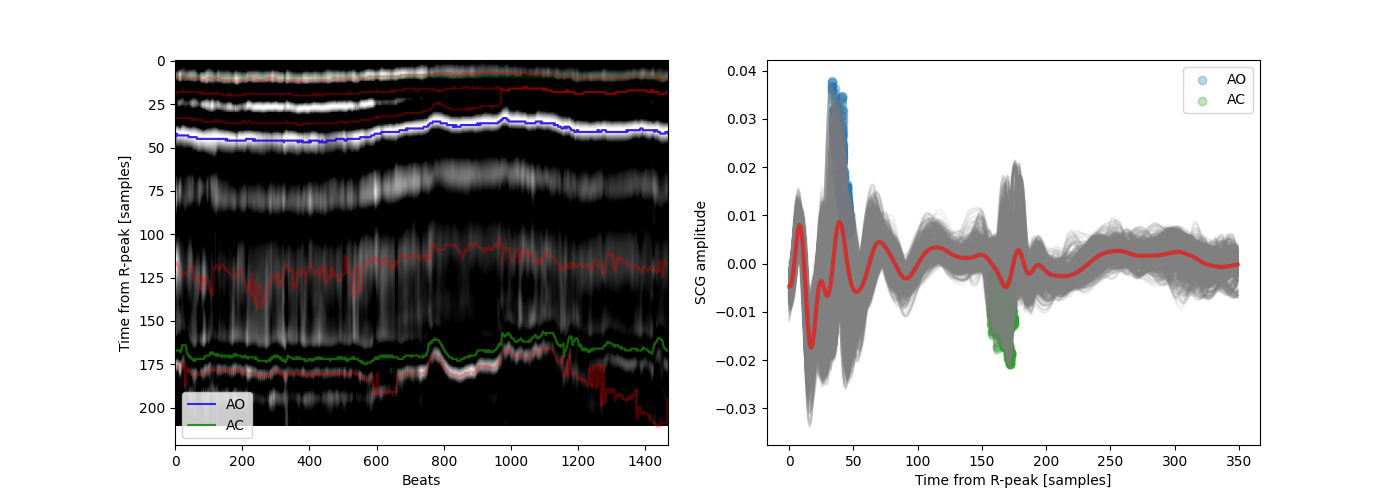 0
25
50
75
100
125
150
175
200
Time from R-peak [samples]
AO
AC
0 200 400 600 800 1000 1200 1400
Beats
0.04
0.03
0.02
0.01
0.00
−0.01
−0.02
−0.03
SCG amplitude
AO
AC
0 50 100 150 200 250 300 350
Time from R-peak [samples]